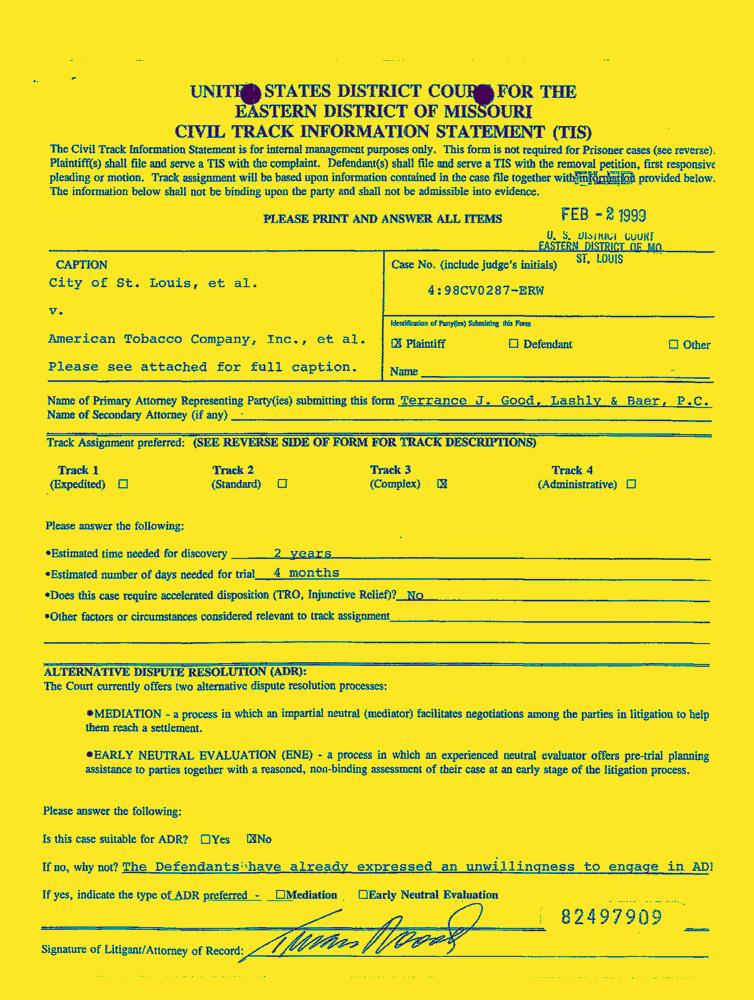 UNITED STATES DISTRICT COURT FOR THE
EASTERN DISTRICT OF MISSOURI
CIVIL TRACK INFORMATION STATEMENT (TIS)
The Civil Track Information Statement is for internal management purposes only. This form is not required for Prisoner cases (see reverse).
Plaintiff(s) shall file and serve a TIS with the complaint. Defendant(s) shall file and serve a TIS with the removal petition, first responsive
pleading or motion. Track assignment will be based upon information contained in the case file together with information provided below.
The information below shall not be binding upon the party and shall not be admissible into evidence.
PLEASE PRINT AND ANSWER ALL ITEMS
FEB - 2 1999
U. S. DISTRICT COURT
EASTERN DISTRICT OF MO
ST. LOUIS
CAPTION
City of St. Louis, et al.
v.
American Tobacco Company, Inc., et al.
Please see attached for full caption.
Case No. (include judge's initials)
4:98CV0287-ERW
Identification of Party(ies) Submitting this Form
☒ Plaintiff ☐ Defendant ☐ Other
Name
Name of Primary Attorney Representing Party(ies) submitting this form Terrance J. Good, Lashly & Baer, P.C.
Name of Secondary Attorney (if any)
Track Assignment preferred: (SEE REVERSE SIDE OF FORM FOR TRACK DESCRIPTIONS)
Track 1 Track 2 Track 3 Track 4
(Expedited) ☐ (Standard) ☐ (Complex) ☒ (Administrative) ☐
Please answer the following:
•Estimated time needed for discovery 2 years
•Estimated number of days needed for trial 4 months
•Does this case require accelerated disposition (TRO, Injunctive Relief)? No
•Other factors or circumstances considered relevant to track assignment
ALTERNATIVE DISPUTE RESOLUTION (ADR):
The Court currently offers two alternative dispute resolution processes:
•MEDIATION - a process in which an impartial neutral (mediator) facilitates negotiations among the parties in litigation to help
them reach a settlement.
•EARLY NEUTRAL EVALUATION (ENE) - a process in which an experienced neutral evaluator offers pre-trial planning
assistance to parties together with a reasoned, non-binding assessment of their case at an early stage of the litigation process.
Please answer the following:
Is this case suitable for ADR? ☐Yes ☒No
If no, why not? The Defendants have already expressed an unwillingness to engage in ADR
If yes, indicate the type of ADR preferred - ☐Mediation ☐Early Neutral Evaluation
82497909
Signature of Litigant/Attorney of Record: